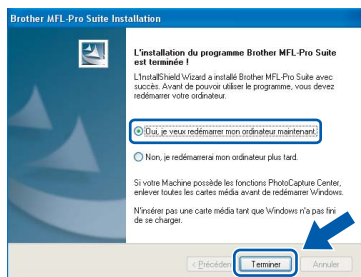 Brother MFL-Pro Suite Installation
L'installation du programme Brother MFL-Pro Suite
est terminée !
L'InstallShield Wizard a installé Brother MFL-Pro Suite avec
succès. Avant de pouvoir utiliser le programme, vous devez
redémarrer votre ordinateur.
Oui, je veux redémarrer mon ordinateur maintenant.
Non, je redémarrerai mon ordinateur plus tard.
Si votre Machine possède les fonctions PhotoCapture Center,
enlever toutes les cartes média avant de redémarrer Windows.
N'insérer pas une carte média tant que Windows n'a pas fini
de se charger.
< Précédent
Terminer
Annuler